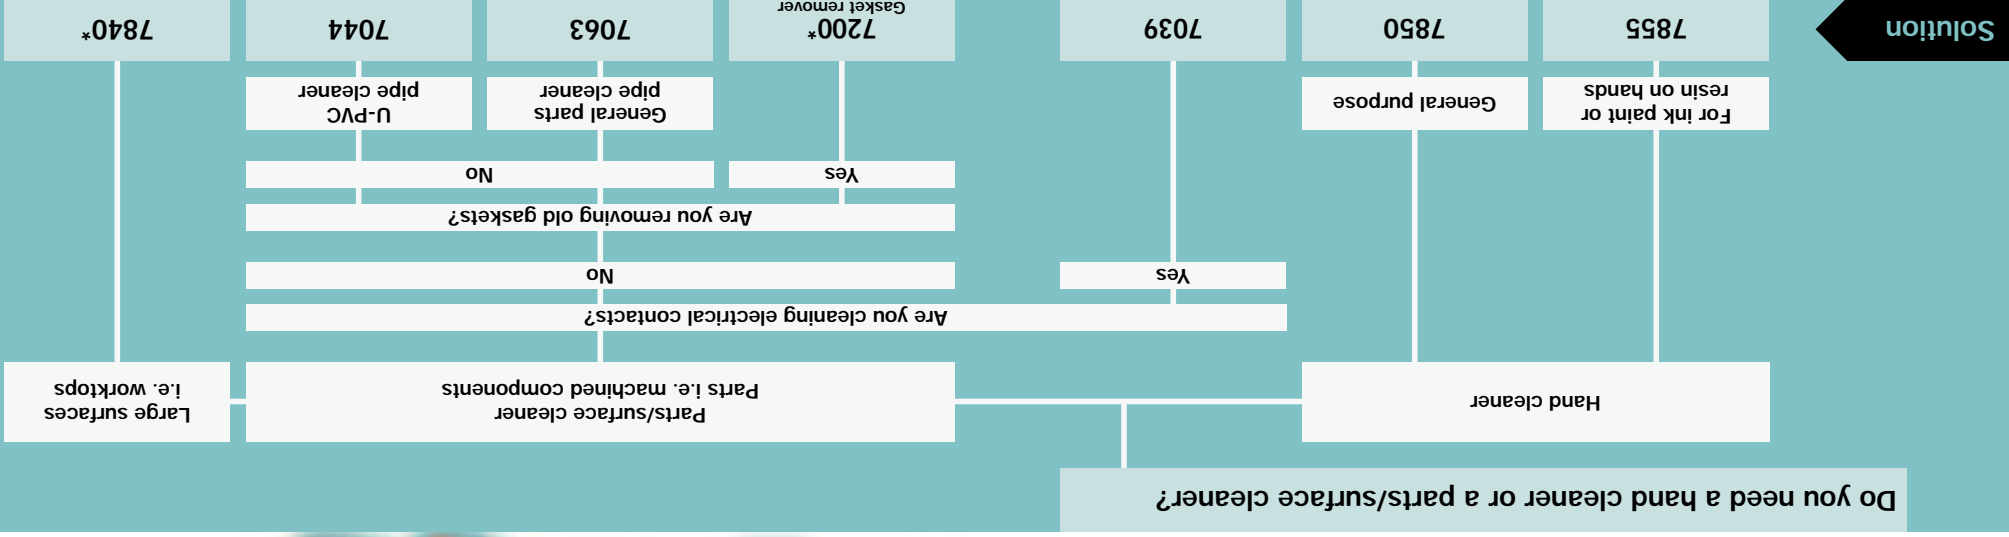 Do you need a hand cleaner or a parts/surface cleaner?
Hand cleaner
Parts/surface cleaner
Parts i.e. machined components
Large surfaces
i.e. worktops
Are you cleaning electrical contacts?
Yes
No
Are you removing old gaskets?
Yes
No
For ink paint or
resin on hands
General purpose
General parts
pipe cleaner
U-PVC
pipe cleaner
Solution
7855
7850
7039
7200*
Gasket remover
7063
7044
7840*